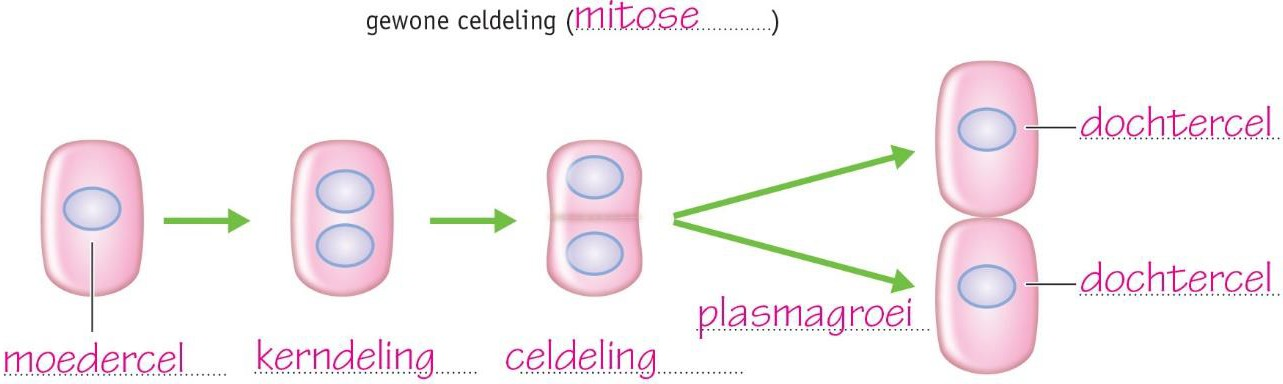 gewone celdeling (mitose)
dochtercel
dochtercel
plasmagroei
moedercel
kerndeling
celdeling